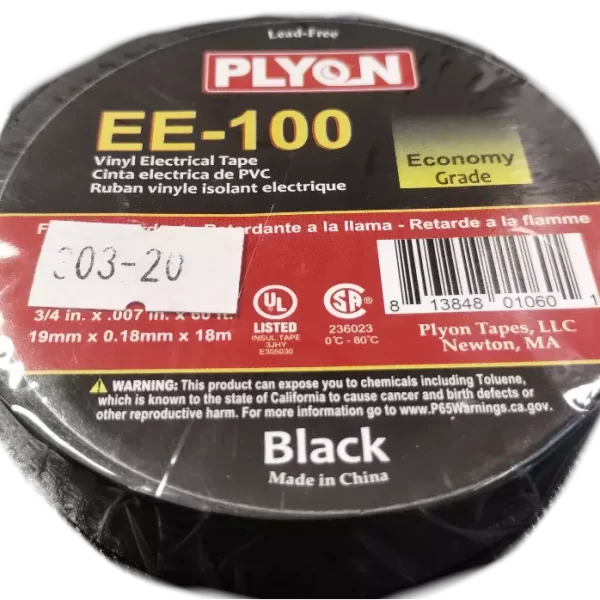 Lead-Free
PLYON
EE-100
Vinyl Electrical Tape
Cinta electrica de PVC
Ruban vinyle isolant electrique
Economy
Grade
Retardante a la llama - Retarde a la flamme
303-20
3/4 in. x .007 in. x 60 ft.
19mm x 0.18mm x 18m
UL
LISTED
INSUL.TAPE
3JHY
E305030
SA
236023
0°C - 80°C
8 13848 01060 1
Plyon Tapes, LLC
Newton, MA
WARNING: This product can expose you to chemicals including Toluene,
which is known to the state of California to cause cancer and birth defects or
other reproductive harm. For more information go to www.P65Warnings.ca.gov.
Black
Made in China